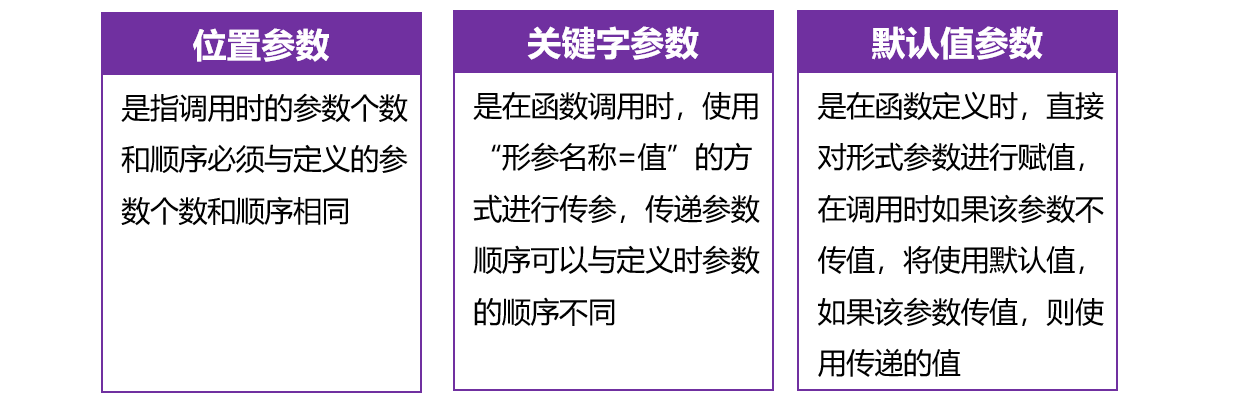 位置参数
是指调用时的参数个数
和顺序必须与定义的参
数个数和顺序相同
关键字参数
是在函数调用时，使用
“形参名称=值”的方
式进行传参，传递参数
顺序可以与定义时参数
的顺序不同
默认值参数
是在函数定义时，直接
对形式参数进行赋值，
在调用时如果该参数不
传值，将使用默认值，
如果该参数传值，则使
用传递的值